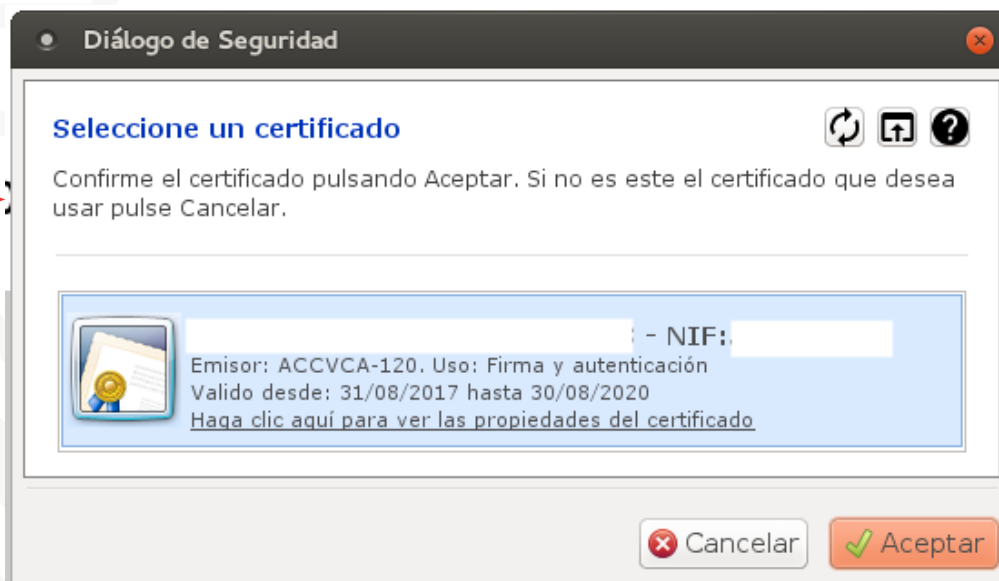 Diálogo de Seguridad
Seleccione un certificado
Confirme el certificado pulsando Aceptar. Si no es este el certificado que desea
usar pulse Cancelar.
- NIF:
Emisor: ACCVCA-120. Uso: Firma y autenticación
Valido desde: 31/08/2017 hasta 30/08/2020
Haga clic aquí para ver las propiedades del certificado
Cancelar
Aceptar